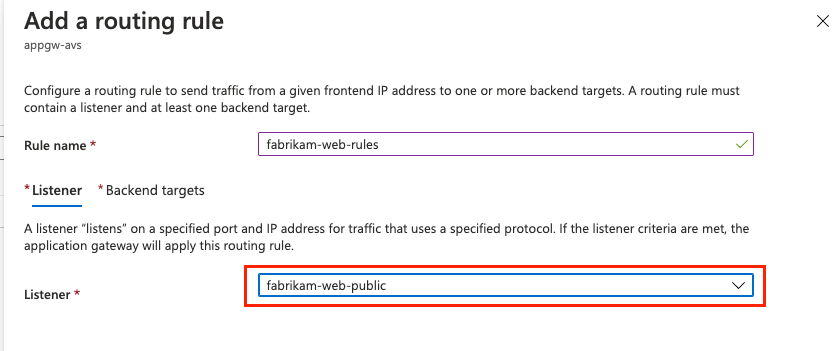 Add a routing rule
appgw-avs
Configure a routing rule to send traffic from a given frontend IP address to one or more backend targets. A routing rule must
contain a listener and at least one backend target.
Rule name * fabrikam-web-rules
* Listener * Backend targets
A listener “listens” on a specified port and IP address for traffic that uses a specified protocol. If the listener criteria are met, the
application gateway will apply this routing rule.
Listener * fabrikam-web-public